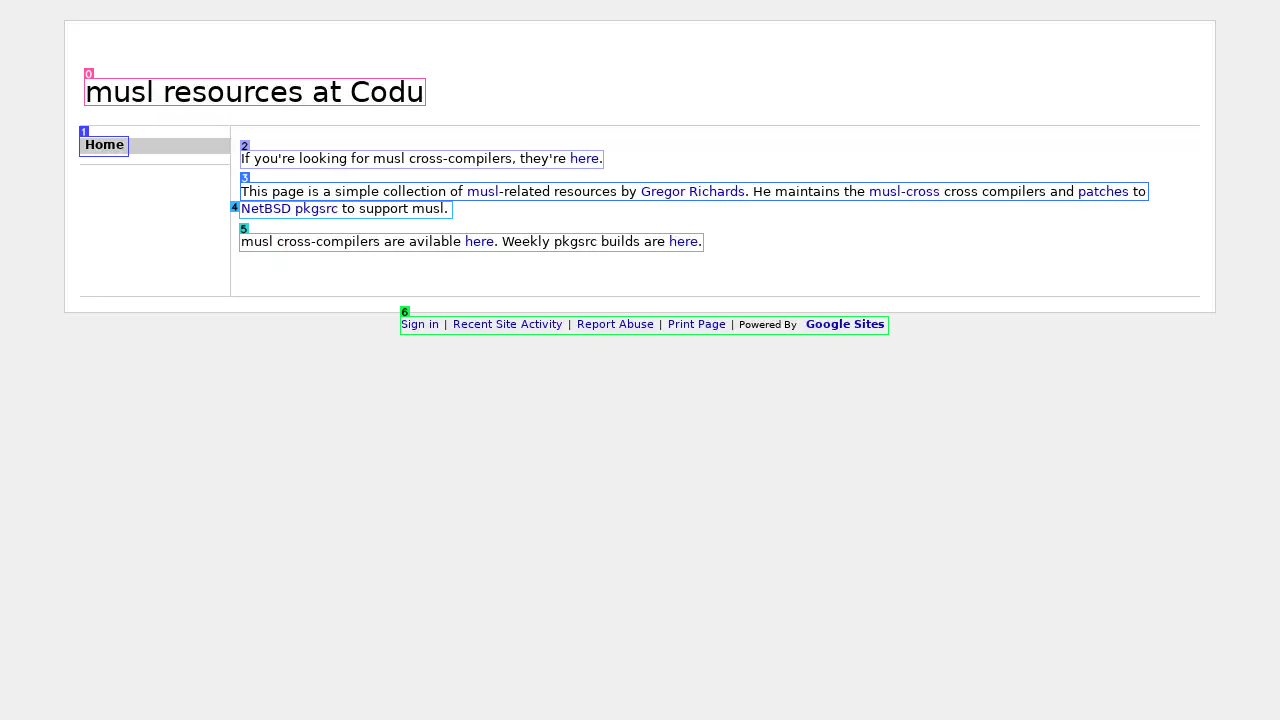 musl resources at Codu
Home
If you're looking for musl cross-compilers, they're here.
This page is a simple collection of musl-related resources by Gregor Richards. He maintains the musl-cross cross compilers and patches to
NetBSD pkgsrc to support musl.
musl cross-compilers are avilable here. Weekly pkgsrc builds are here.
Sign in | Recent Site Activity | Report Abuse | Print Page | Powered By Google Sites
0
1
2
3
4
5
6